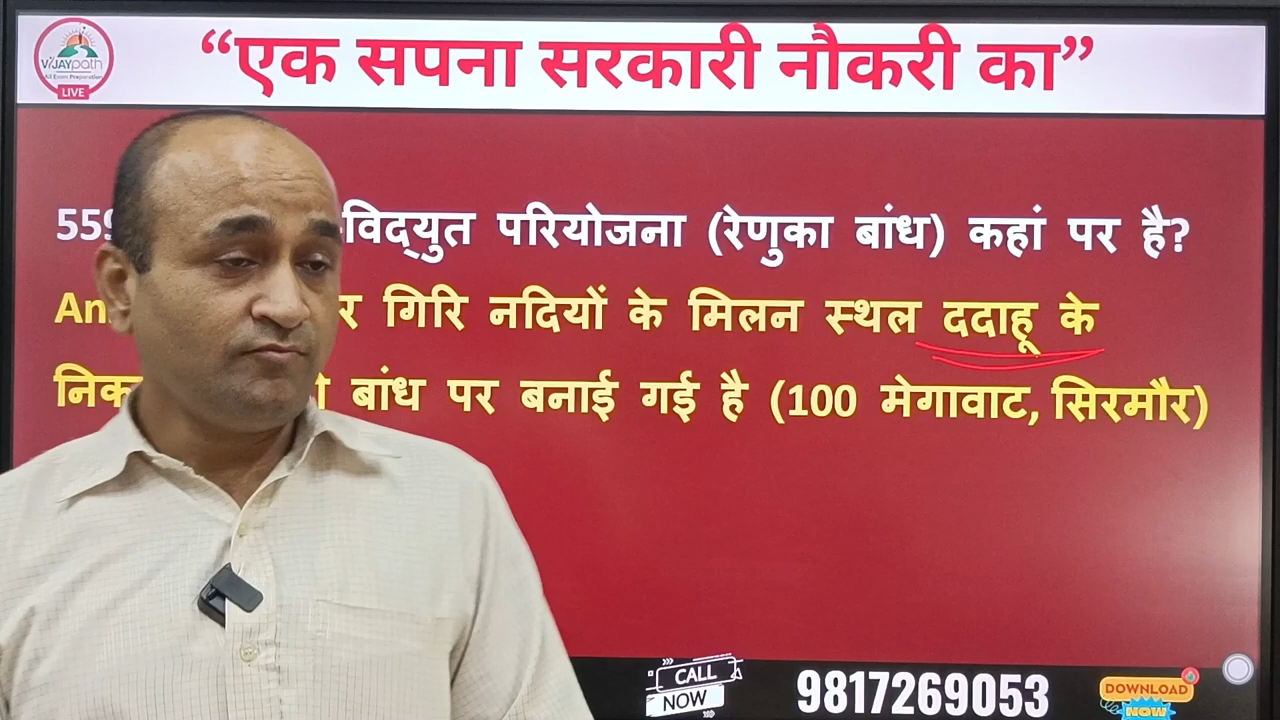 VIJAYPath
All Exam Preparation
LIVE
“एक सपना सरकारी नौकरी का”
559 -विद्युत परियोजना (रेणुका बांध) कहां पर है?
An र गिरि नदियों के मिलन स्थल ददाहू के
निक बांध पर बनाई गई है (100 मेगावाट, सिरमौर)
CALL
NOW
9817269053
DOWNLOAD
NOW